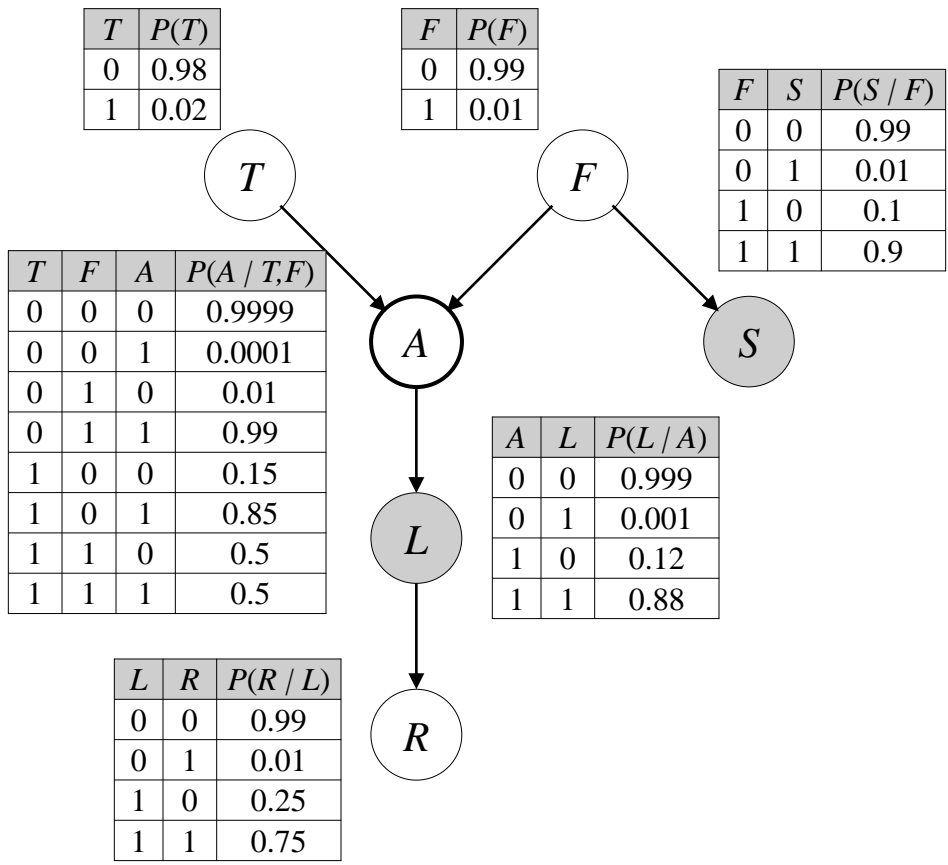 T P(T)
0 0.98
1 0.02
F P(F)
0 0.99
1 0.01
F S P(S / F)
0 0 0.99
0 1 0.01
1 0 0.1
1 1 0.9
T
F
T F A P(A / T,F)
0 0 0 0.9999
0 0 1 0.0001
0 1 0 0.01
0 1 1 0.99
1 0 0 0.15
1 0 1 0.85
1 1 0 0.5
1 1 1 0.5
A
S
A L P(L / A)
0 0 0.999
0 1 0.001
1 0 0.12
1 1 0.88
L
L R P(R / L)
0 0 0.99
0 1 0.01
1 0 0.25
1 1 0.75
R